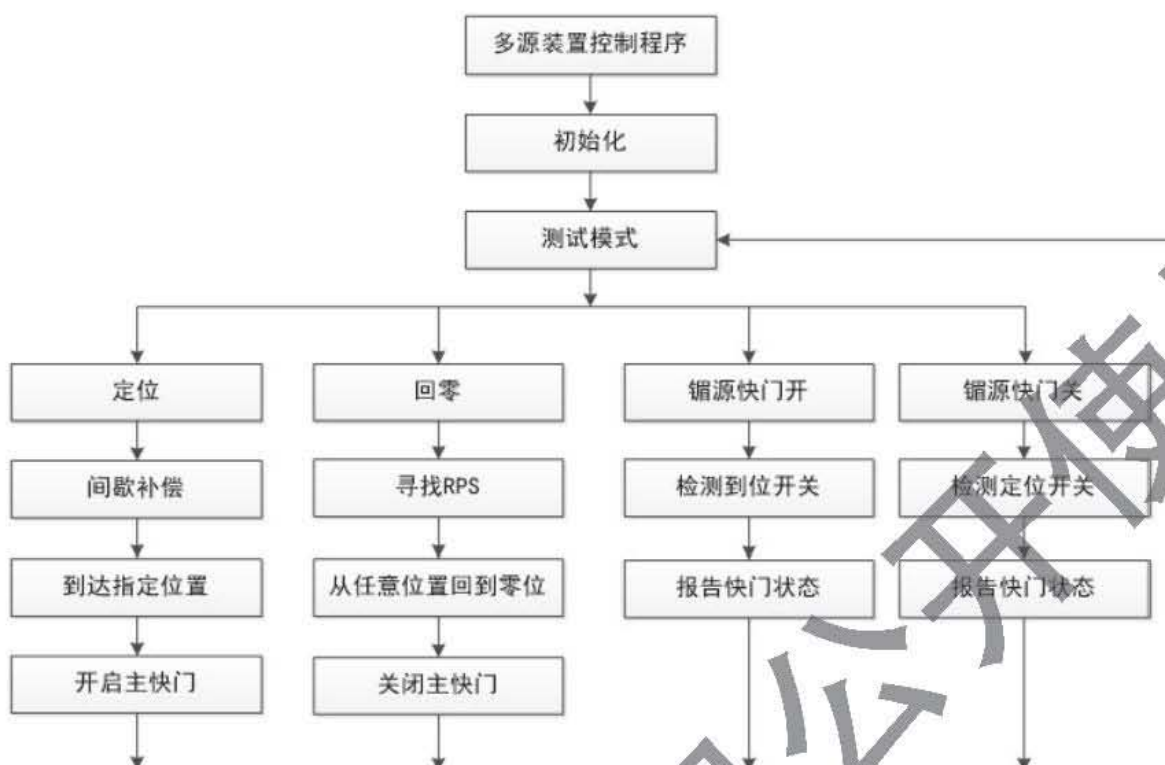 多源装置控制程序
初始化
测试模式
定位
回零
镅源快门开
镅源快门关
间歇补偿
寻找RPS
检测到位开关
检测定位开关
到达指定位置
从任意位置回到零位
报告快门状态
报告快门状态
开启主快门
关闭主快门
公开使